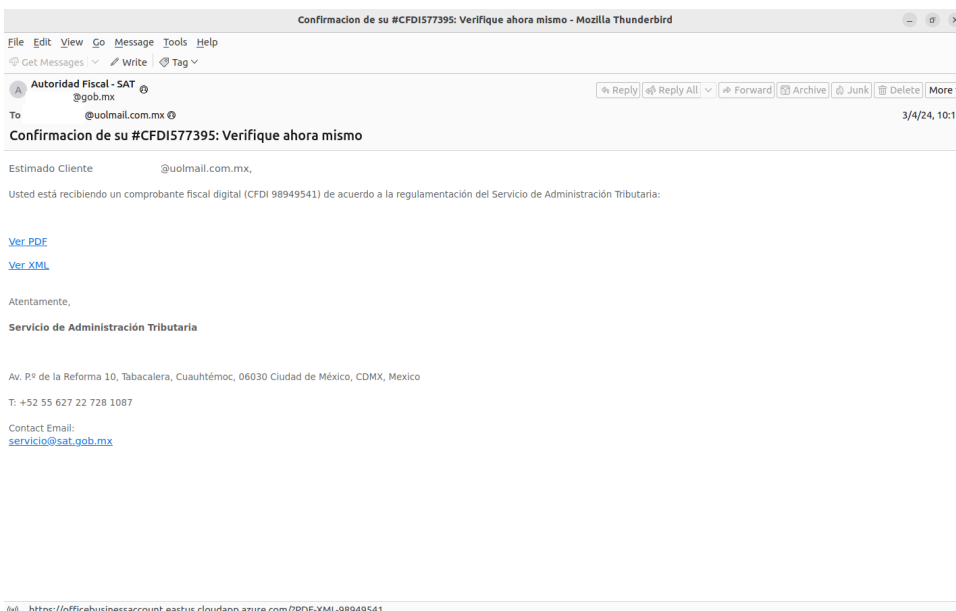 Confirmacion de su #CFDI577395: Verifique ahora mismo - Mozilla Thunderbird
File Edit View Go Message Tools Help
Get Messages Write Tag
A Autoridad Fiscal - SAT
@gob.mx
Reply Reply All Forward Archive Junk Delete More
To @uolmail.com.mx 3/4/24, 10:1
Confirmacion de su #CFDI577395: Verifique ahora mismo
Estimado Cliente @uolmail.com.mx,
Usted está recibiendo un comprobante fiscal digital (CFDI 98949541) de acuerdo a la regulamentación del Servicio de Administración Tributaria:
Ver PDF
Ver XML
Atentamente,
Servicio de Administración Tributaria
Av. P.º de la Reforma 10, Tabacalera, Cuauhtémoc, 06030 Ciudad de México, CDMX, Mexico
T: +52 55 627 22 728 1087
Contact Email:
servicio@sat.gob.mx
https://officebusinessaccount.eastus.cloudapp.azure.com/?PDF-XML-98949541